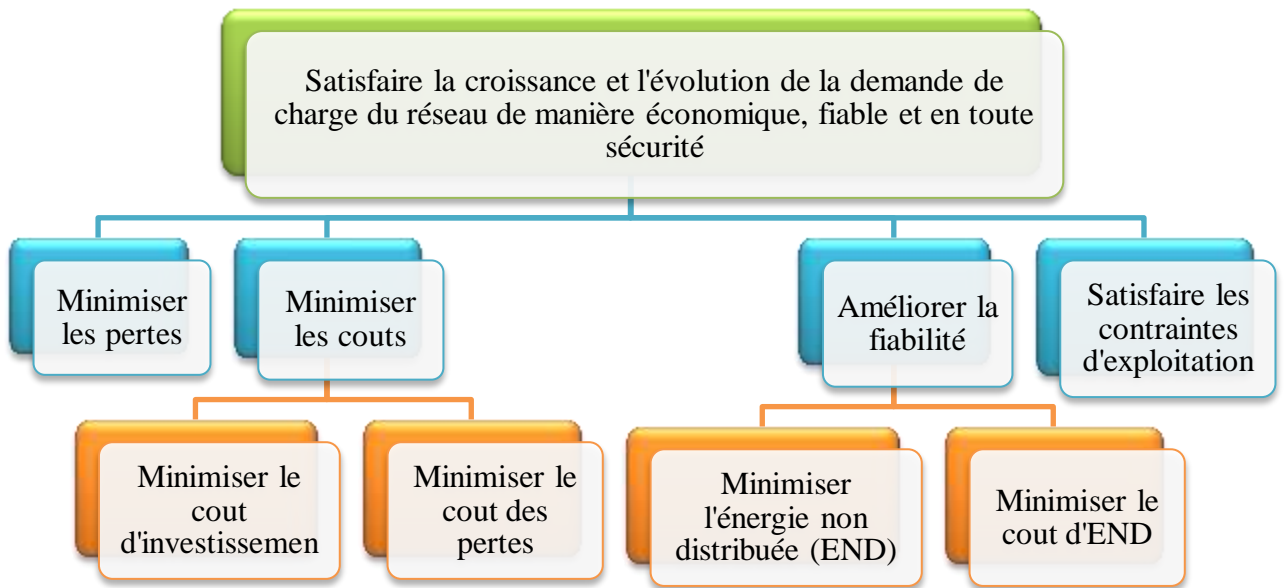 Satisfaire la croissance et l'évolution de la demande de
charge du réseau de manière économique, fiable et en toute
sécurité
Minimiser
les pertes
Minimiser
les couts
Améliorer la
fiabilité
Satisfaire les
contraintes
d'exploitation
Minimiser le
cout
d'investissemen
Minimiser le
cout des
pertes
Minimiser
l'énergie non
distribuée (END)
Minimiser le
cout d'END